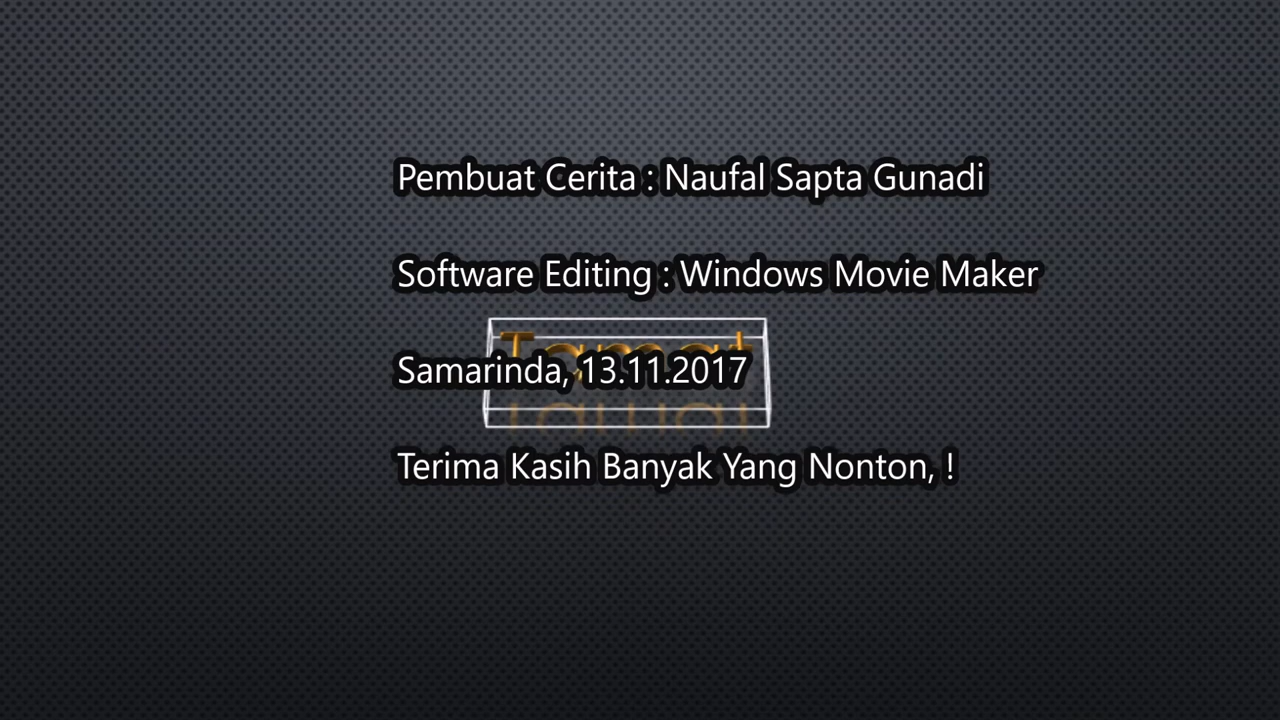 Pembuat Cerita : Naufal Sapta Gunadi
Software Editing : Windows Movie Maker
Tamat
Samarinda, 13.11.2017
Terima Kasih Banyak Yang Nonton, !